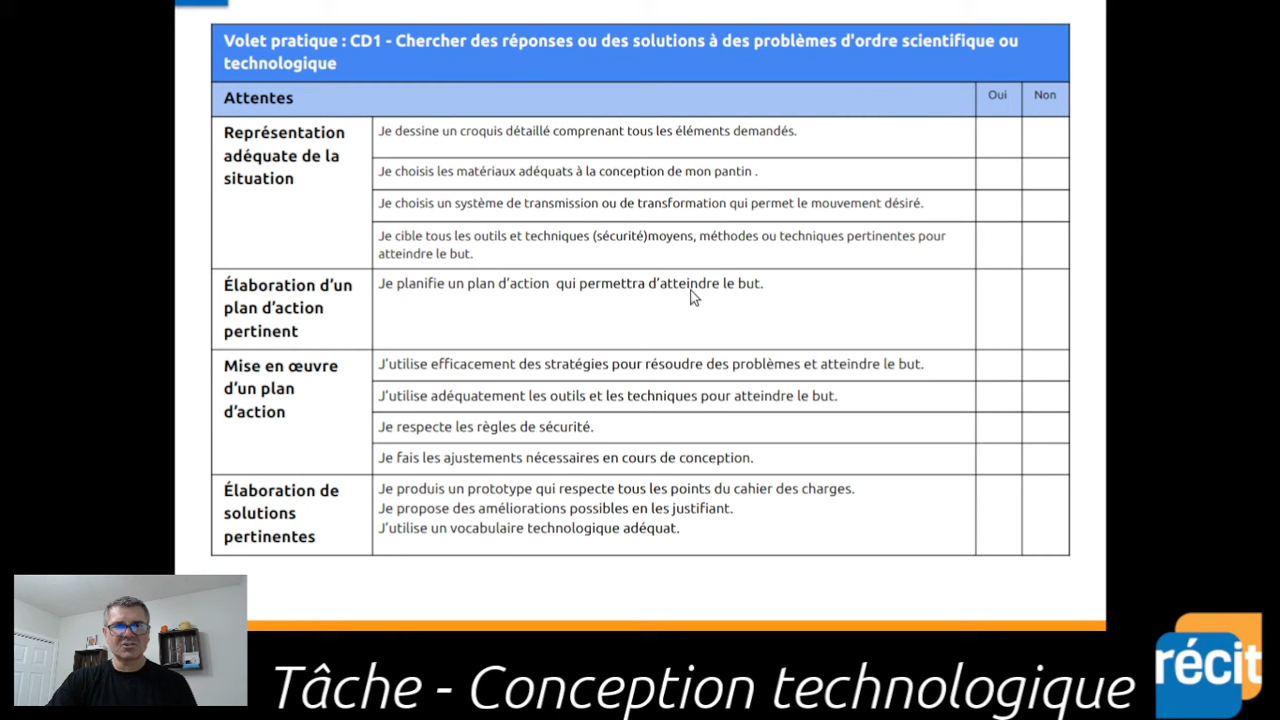 Volet pratique : CD1 - Chercher des réponses ou des solutions à des problèmes d'ordre scientifique ou
technologique
Attentes
Oui
Non
Représentation
adéquate de la
situation
Je dessine un croquis détaillé comprenant tous les éléments demandés.
Je choisis les matériaux adéquats à la conception de mon pantin .
Je choisis un système de transmission ou de transformation qui permet le mouvement désiré.
Je cible tous les outils et techniques (sécurité)moyens, méthodes ou techniques pertinentes pour
atteindre le but.
Élaboration d'un
plan d'action
pertinent
Je planifie un plan d'action qui permettra d'atteindre le but.
Mise en œuvre
d'un plan
d'action
J'utilise efficacement des stratégies pour résoudre des problèmes et atteindre le but.
J'utilise adéquatement les outils et les techniques pour atteindre le but.
Je respecte les règles de sécurité.
Je fais les ajustements nécessaires en cours de conception.
Élaboration de
solutions
pertinentes
Je produis un prototype qui respecte tous les points du cahier des charges.
Je propose des améliorations possibles en les justifiant.
J'utilise un vocabulaire technologique adéquat.
Tâche - Conception technologique
récit